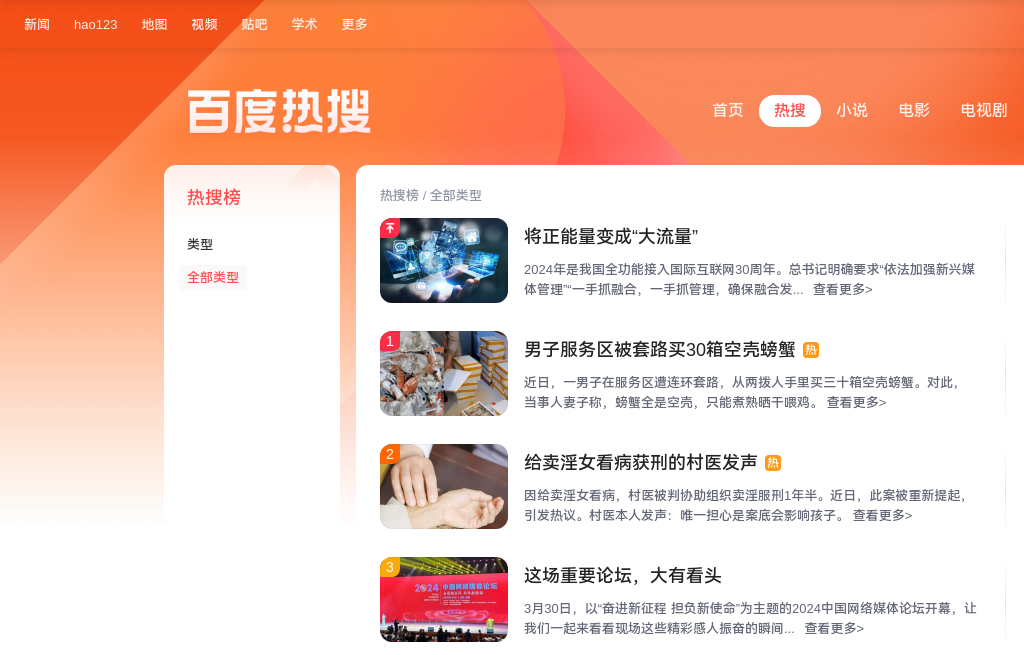 新闻 hao123 地图 视频 贴吧 学术 更多
百度热搜
首页 热搜 小说 电影 电视剧
热搜榜
类型
全部类型
热搜榜 / 全部类型
将正能量变成“大流量”
2024年是我国全功能接入国际互联网30周年。总书记明确要求“依法加强新兴媒
体管理”“一手抓融合，一手抓管理，确保融合发... 查看更多>
1
男子服务区被套路买30箱空壳螃蟹 热
近日，一男子在服务区遭连环套路，从两拨人手里买三十箱空壳螃蟹。对此，
当事人妻子称，螃蟹全是空壳，只能煮熟晒干喂鸡。 查看更多>
2
给卖淫女看病获刑的村医发声 热
因给卖淫女看病，村医被判协助组织卖淫服刑1年半。近日，此案被重新提起，
引发热议。村医本人发声：唯一担心是案底会影响孩子。 查看更多>
3
2024 中国网络媒体论坛
这场重要论坛，大有看头
3月30日，以“奋进新征程 担负新使命”为主题的2024中国网络媒体论坛开幕，让
我们一起来看看现场这些精彩感人振奋的瞬间... 查看更多>